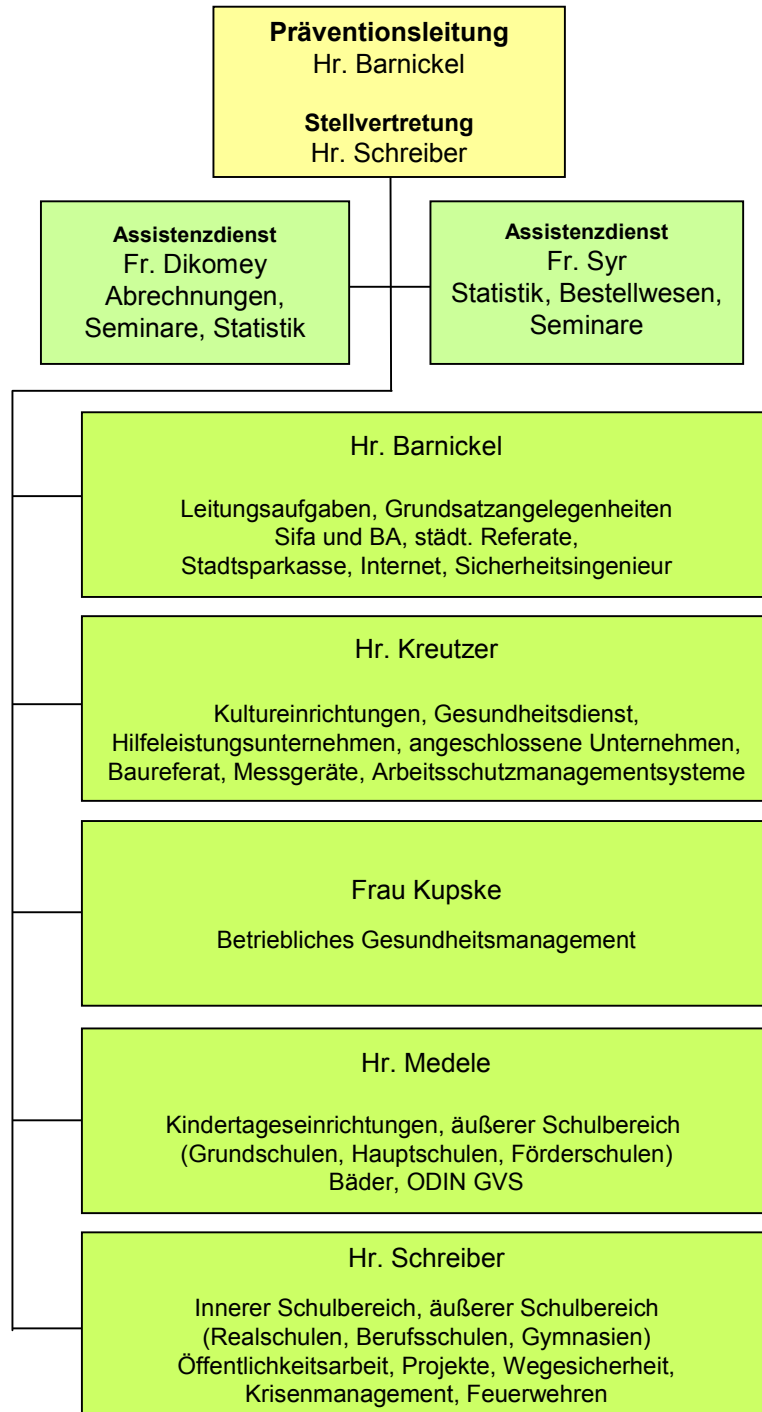 Präventionsleitung
Hr. Barnickel
Stellvertretung
Hr. Schreiber
Assistenzdienst
Fr. Dikomey
Abrechnungen,
Seminare, Statistik
Assistenzdienst
Fr. Syr
Statistik, Bestellwesen,
Seminare
Hr. Barnickel
Leitungsaufgaben, Grundsatzangelegenheiten
Sifa und BA, städt. Referate,
Stadtsparkasse, Internet, Sicherheitsingenieur
Hr. Kreutzer
Kultureinrichtungen, Gesundheitsdienst,
Hilfeleistungsunternehmen, angeschlossene Unternehmen,
Baureferat, Messgeräte, Arbeitsschutzmanagementsysteme
Frau Kupske
Betriebliches Gesundheitsmanagement
Hr. Medele
Kindertageseinrichtungen, äußerer Schulbereich
(Grundschulen, Hauptschulen, Förderschulen)
Bäder, ODIN GVS
Hr. Schreiber
Innerer Schulbereich, äußerer Schulbereich
(Realschulen, Berufsschulen, Gymnasien)
Öffentlichkeitsarbeit, Projekte, Wegesicherheit,
Krisenmanagement, Feuerwehren